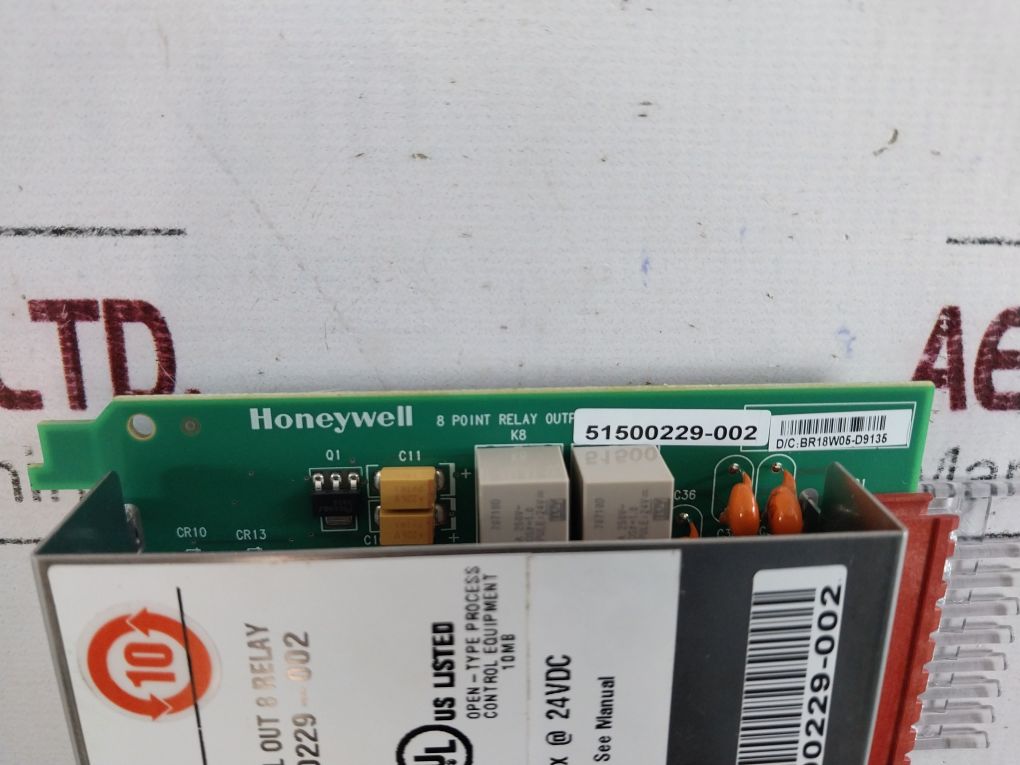 LTD.
AE
Honeywell
8 POINT RELAY OUTP
51500229-002
D/C:BR18W05-D9135
K8
Q1
C11
C36
CR10
CR13
10
L OUT 8 RELAY
0229-002
UL
US LISTED
OPEN-TYPE PROCESS
CONTROL EQUIPMENT
10MB
x @ 24VDC
See Manual
00229-002